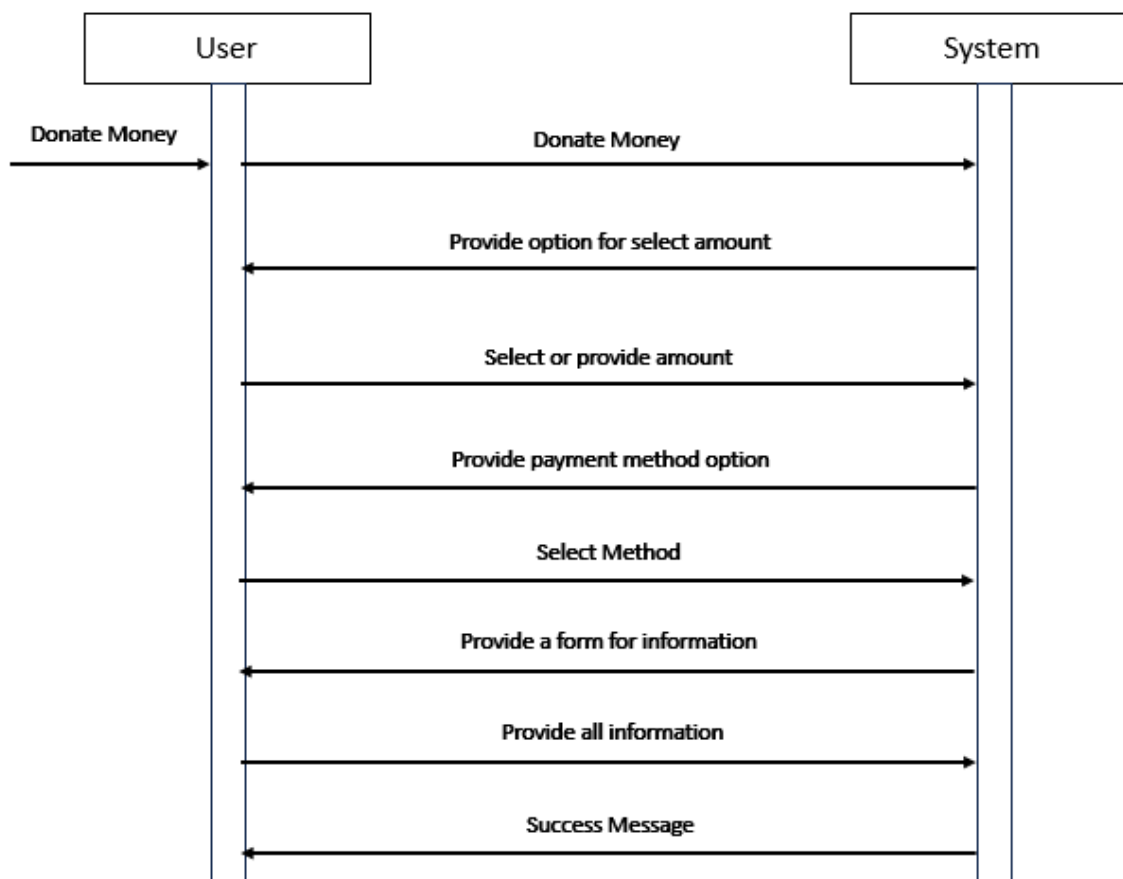 User
System
Donate Money
Donate Money
Provide option for select amount
Select or provide amount
Provide payment method option
Select Method
Provide a form for information
Provide all information
Success Message